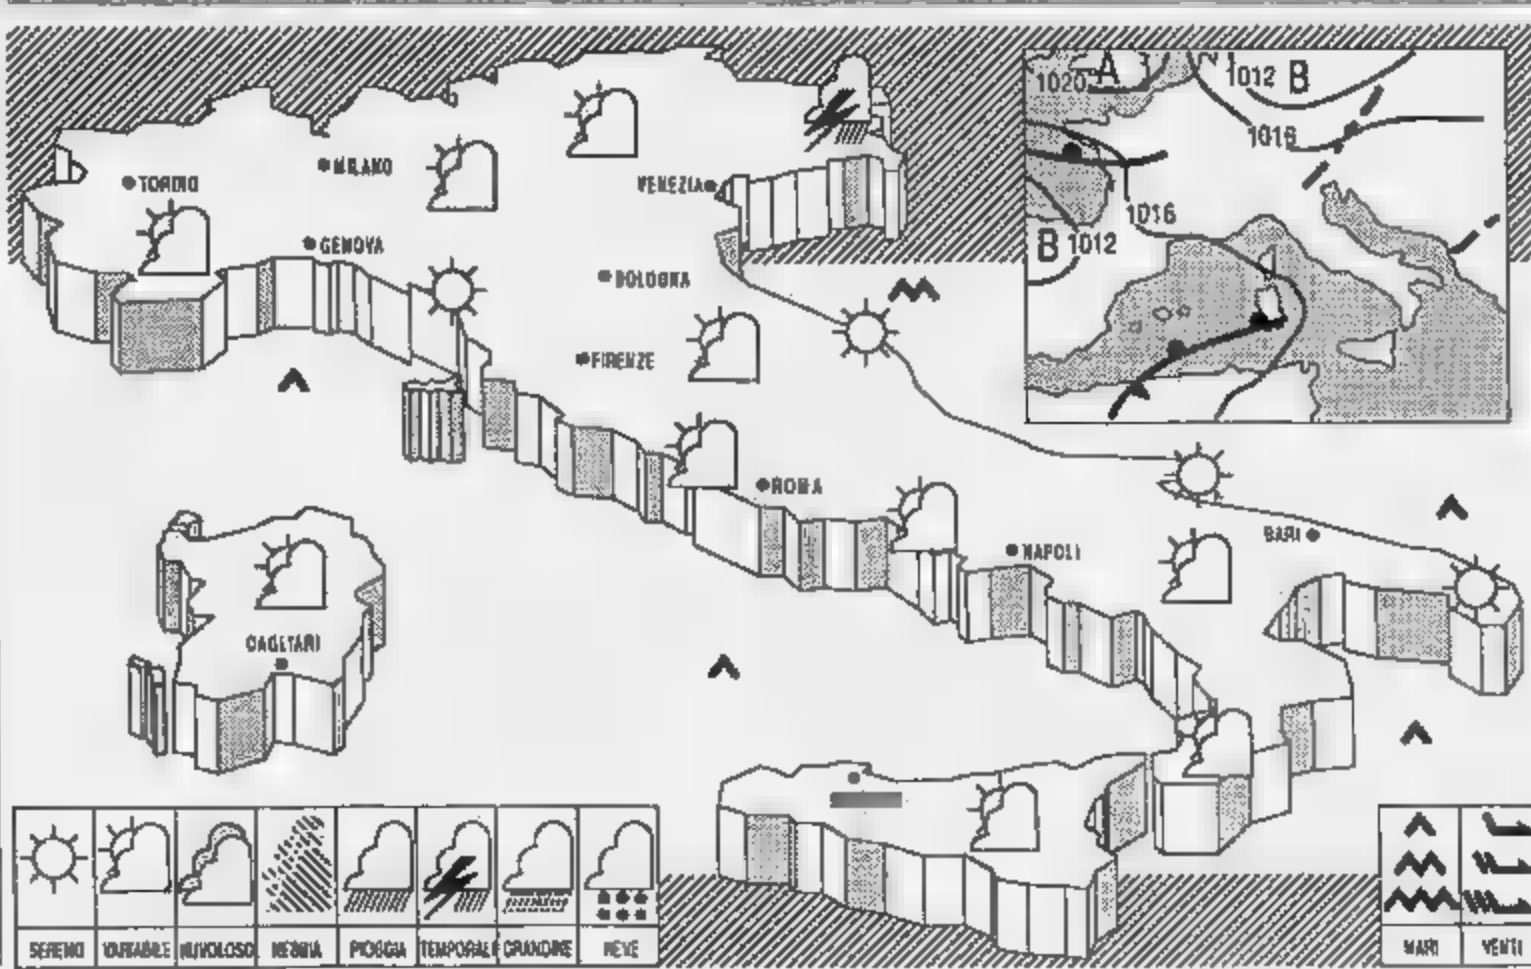 1020 A
1012 B
1016
1016
B 1012
TORINO
MILANO
VENEZIA
GENOVA
BOLOGNA
FIRENZE
ROMA
NAPOLI
BARI
CAGLIARI
SERENO VARIABILE NUVOLOSO NEBBIA PIOGGIA TEMPORALE GRANDINE NEVE
MARI VENTI